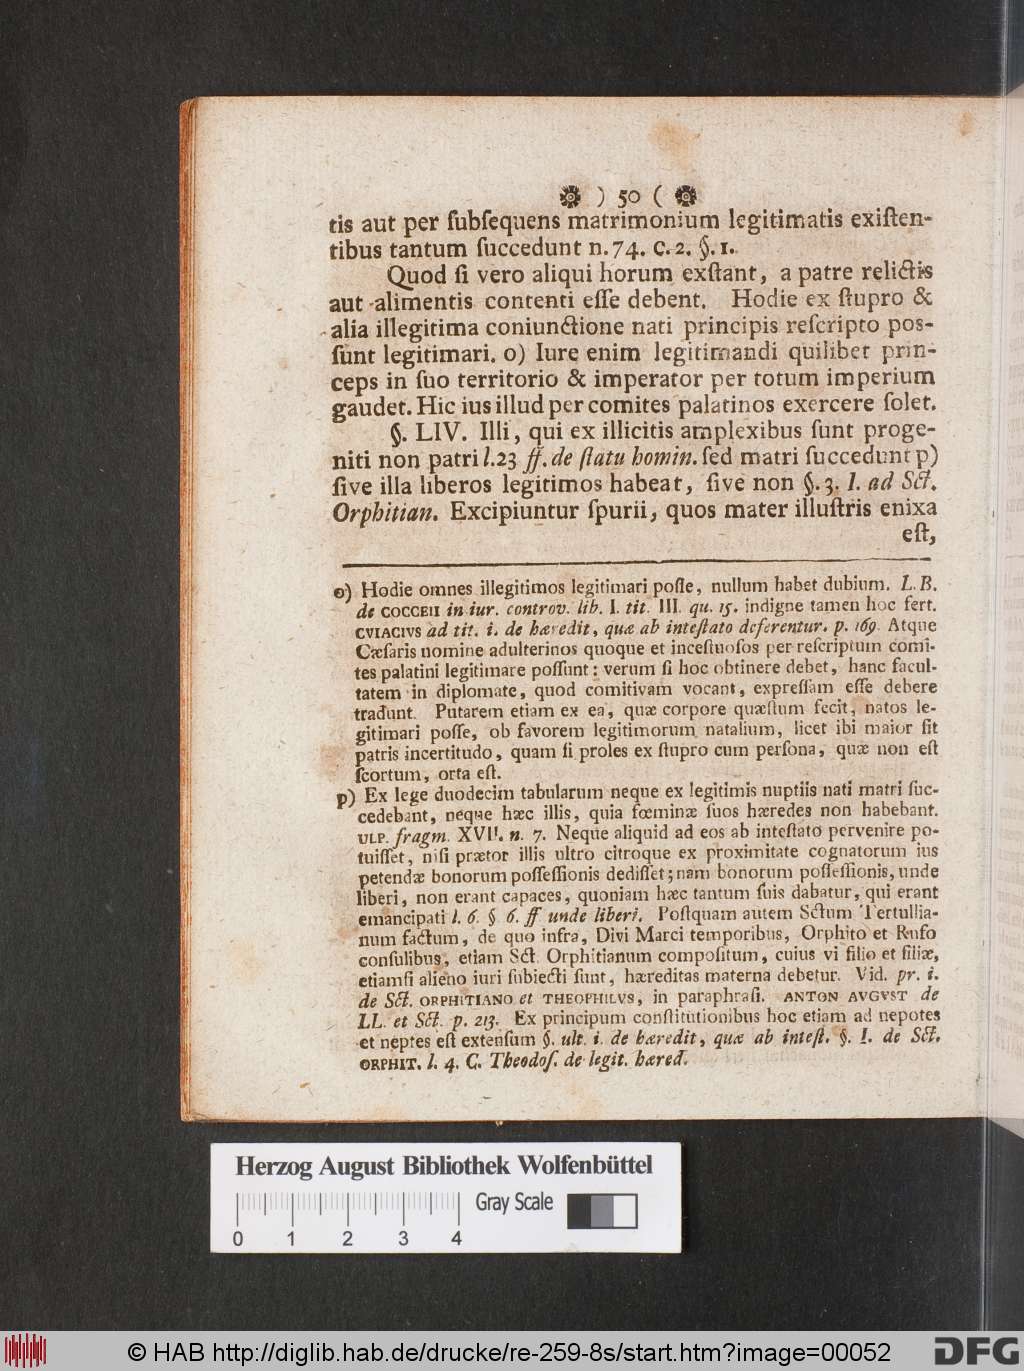 ) 50 (
tis aut per ſubſequens matrimonium legitimatis exiſten-
tibus tantum ſuccedunt n. 74. C. 2. §. 1.
Quod ſi vero aliqui horum exſtant, a patre relictis
aut alimentis contenti eſſe debent. Hodie ex ſtupro &
alia illegitima coniunctione nati principis reſcripto poſ-
ſunt legitimari. o) Iure enim legitimandi quilibet prin-
ceps in ſuo territorio & imperator per totum imperium
gaudet. Hic ius illud per comites palatinos exercere ſolet.
§. LIV. Illi, qui ex illicitis amplexibus ſunt proge-
niti non patri l. 23 ff. de ſtatu homin. ſed matri ſuccedunt p)
ſive illa liberos legitimos habeat, ſive non §. 3. I. ad Sct.
Orphitian. Excipiuntur ſpurii, quos mater illuſtris enixa
eſt,
o) Hodie omnes illegitimos legitimari poſſe, nullum habet dubium. L. B.
de COCCEII in iur. controv. lib. I. tit. III. qu. 15. indigne tamen hoc fert.
CVIACIVS ad tit. i. de hæredit, quæ ab inteſtato deferentur. p. 169. Atque
Cæſaris nomine adulterinos quoque et inceſtuoſos per reſcriptum comi-
tes palatini legitimare poſſunt: verum ſi hoc obtinere debet, hanc facul-
tatem in diplomate, quod comitivam vocant, expreſſam eſſe debere
tradunt. Putarem etiam ex ea, quæ corpore quæſtum fecit, natos le-
gitimari poſſe, ob favorem legitimorum natalium, licet ibi maior ſit
patris incertitudo, quam ſi proles ex ſtupro cum perſona, quæ non eſt
ſcortum, orta eſt.
p) Ex lege duodecim tabularum neque ex legitimis nuptiis nati matri ſuc-
cedebant, neque hæc illis, quia fœminæ ſuos hæredes non habebant.
ULP. fragm. XVII. n. 7. Neque aliquid ad eos ab inteſtato pervenire po-
tuiſſet, niſi prætor illis ultro citroque ex proximitate cognatorum ius
petendæ bonorum poſſeſſionis dediſſet; nam bonorum poſſeſſionis, unde
liberi, non erant capaces, quoniam hæc tantum ſuis dabatur, qui erant
emancipati l. 6. § 6. ff unde liberi. Poſtquam autem Sctum Tertullia-
num factum, de quo infra, Divi Marci temporibus, Orphito et Rufo
conſulibus, etiam Sct. Orphitianum compoſitum, cuius vi filio et filiæ,
etiamſi alieno iuri ſubiecti ſunt, hæreditas materna debetur. Vid. pr. i.
de Sct. ORPHITIANO et THEOPHILVS, in paraphraſi. ANTON AVGVST de
LL. et Sct. p. 213. Ex principum conſtitutionibus hoc etiam ad nepotes
et neptes eſt extenſum §. ult. i. de hæredit, quæ ab inteſt. §. I. de Sct.
ORPHIT. l. 4. C. Theodoſ. de legit. hæred.
Herzog August Bibliothek Wolfenbüttel
Gray Scale
0 1 2 3 4
© HAB http://diglib.hab.de/drucke/re-259-8s/start.htm?image=00052
DFG